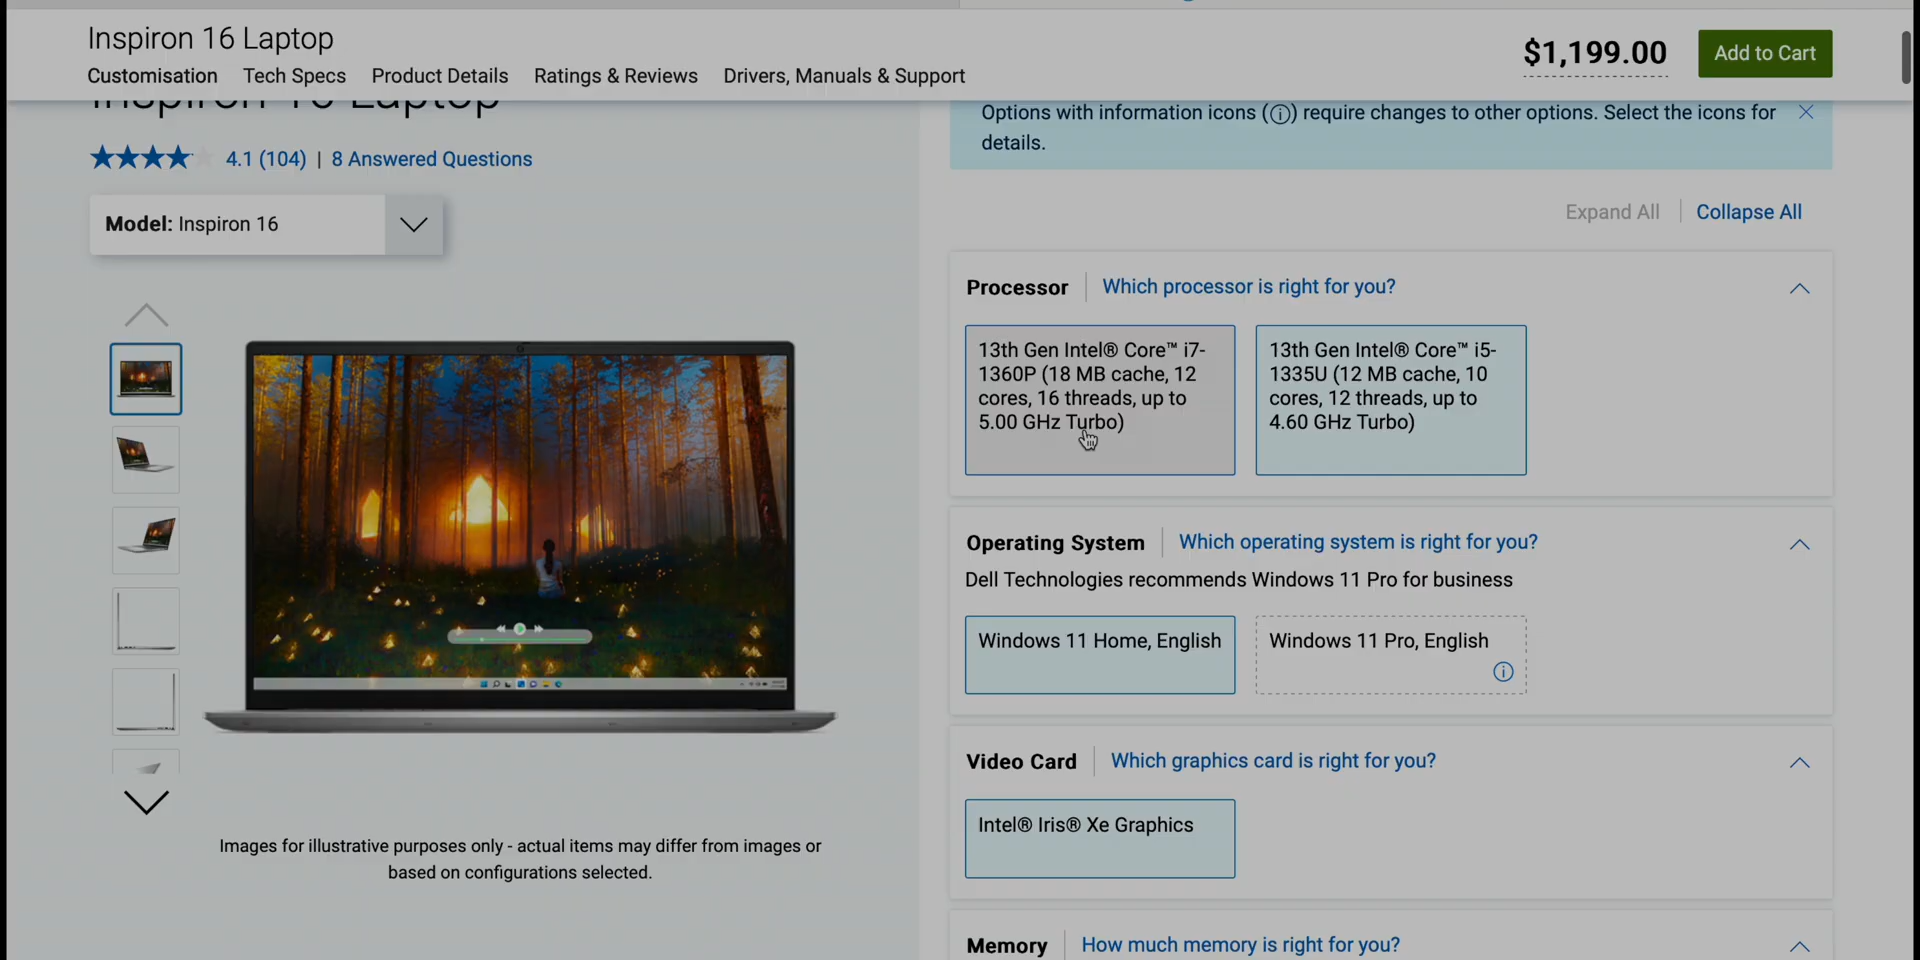 Inspiron 16 Laptop
$1,199.00
Add to Cart
Customisation Tech Specs Product Details Ratings & Reviews Drivers, Manuals & Support
Inspiron 16 Laptop
4.1 (104) | 8 Answered Questions
Model: Inspiron 16
Images for illustrative purposes only - actual items may differ from images or
based on configurations selected.
Options with information icons (ⓘ) require changes to other options. Select the icons for
details.
Expand All | Collapse All
Processor | Which processor is right for you?
13th Gen Intel® Core™ i7-
1360P (18 MB cache, 12
cores, 16 threads, up to
5.00 GHz Turbo)
13th Gen Intel® Core™ i5-
1335U (12 MB cache, 10
cores, 12 threads, up to
4.60 GHz Turbo)
Operating System | Which operating system is right for you?
Dell Technologies recommends Windows 11 Pro for business
Windows 11 Home, English
Windows 11 Pro, English
Video Card | Which graphics card is right for you?
Intel® Iris® Xe Graphics
Memory | How much memory is right for you?